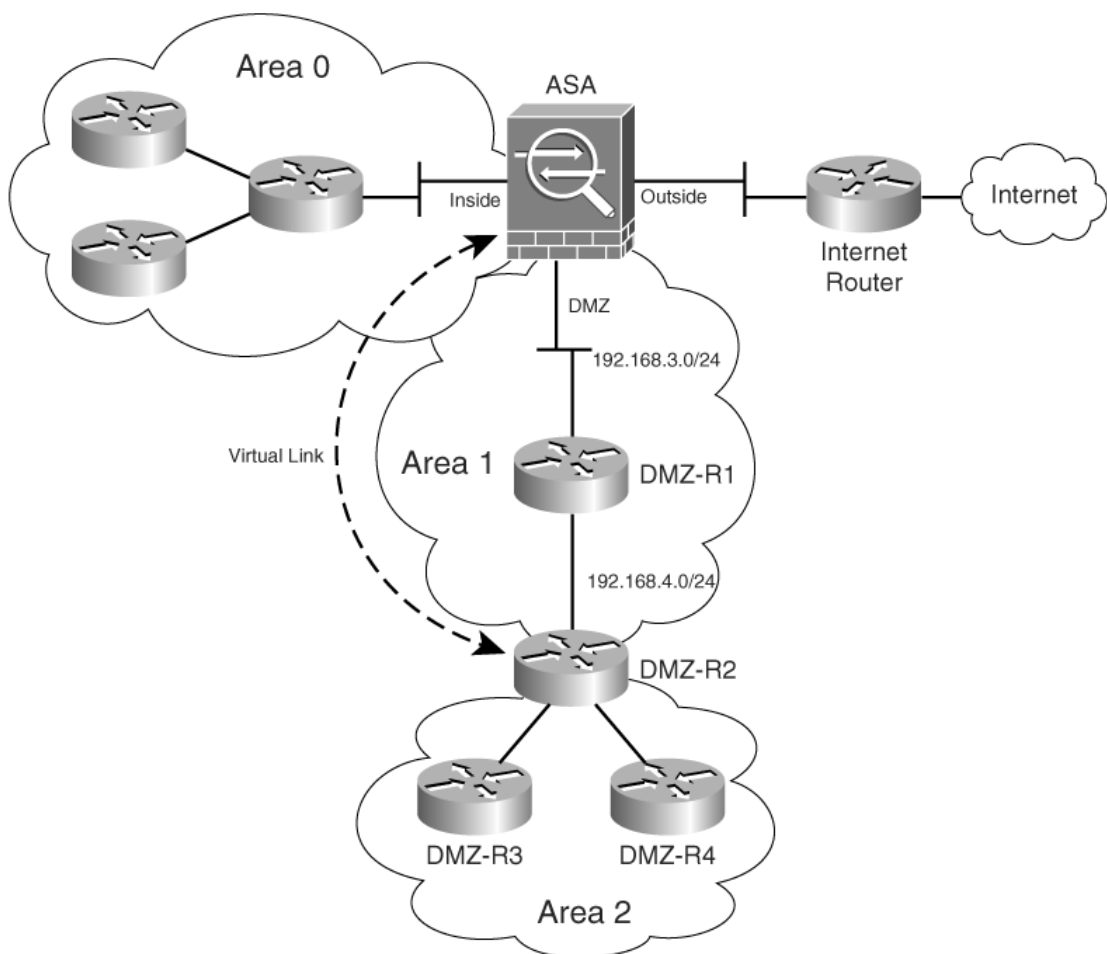 Area 0
ASA
Inside
Outside
Internet
Internet
Router
DMZ
192.168.3.0/24
Virtual Link
Area 1
DMZ-R1
192.168.4.0/24
DMZ-R2
DMZ-R3
DMZ-R4
Area 2